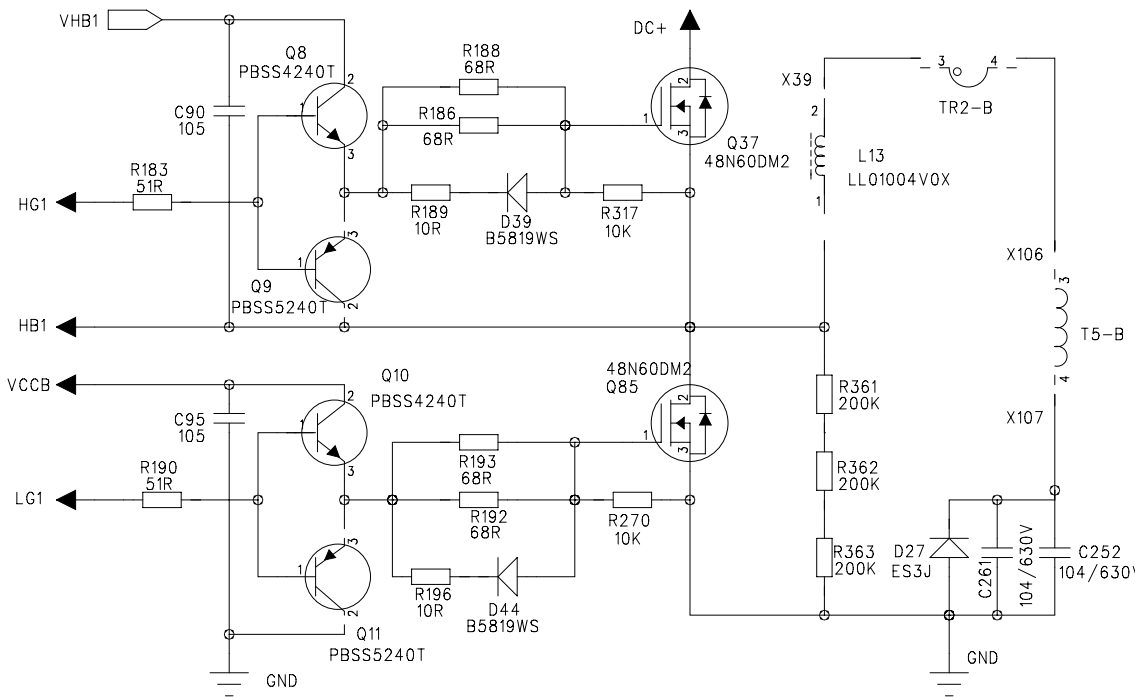 VHB1
Q8
PBSS4240T
2
1
3
C90
105
R183
51R
HG1
Q9
PBSS5240T
3
1
2
HB1
R188
68R
R186
68R
R189
10R
D39
B5819WS
R317
10K
DC+
2
1
3
Q37
48N60DM2
X39
2
L13
LL01004V0X
1
3
4
TR2-B
X106
3
T5-B
4
X107
VCCB
Q10
PBSS4240T
2
1
3
C95
105
R190
51R
LG1
3
1
2
Q11
PBSS5240T
GND
R193
68R
R192
68R
R196
10R
D44
B5819WS
R270
10K
48N60DM2
Q85
2
1
3
R361
200K
R362
200K
R363
200K
D27
ES3J
C261
104/630V
C252
104/630V
GND